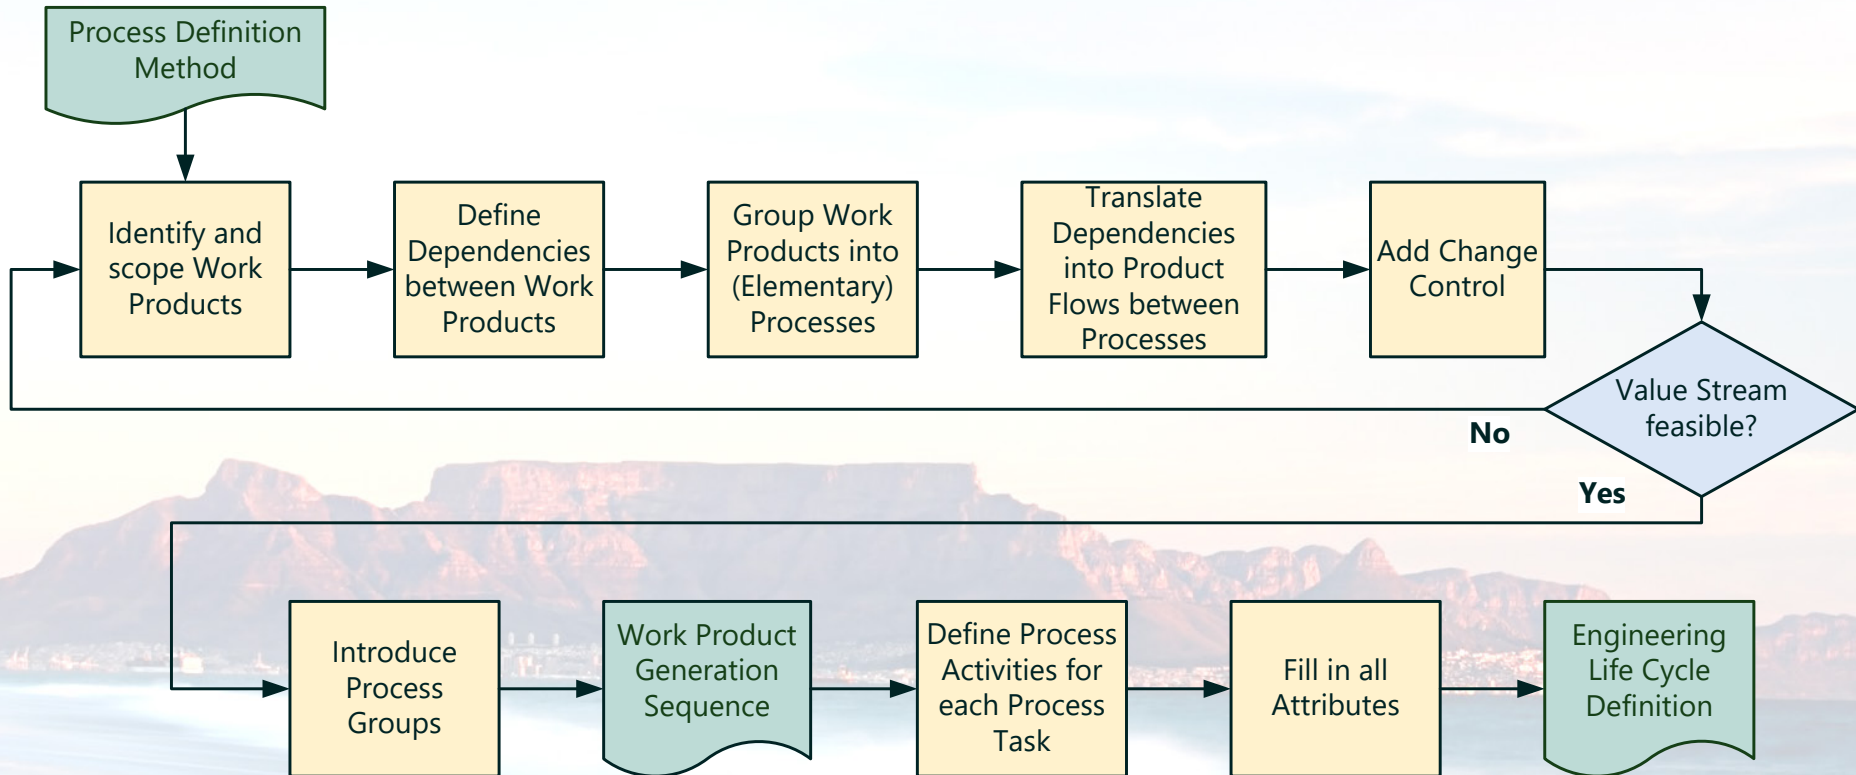 Process Definition
Method
Identify and
scope Work
Products
Define
Dependencies
between Work
Products
Group Work
Products into
(Elementary)
Processes
Translate
Dependencies
into Product
Flows between
Processes
Add Change
Control
Value Stream
feasible?
No
Yes
Introduce
Process
Groups
Work Product
Generation
Sequence
Define Process
Activities for
each Process
Task
Fill in all
Attributes
Engineering
Life Cycle
Definition